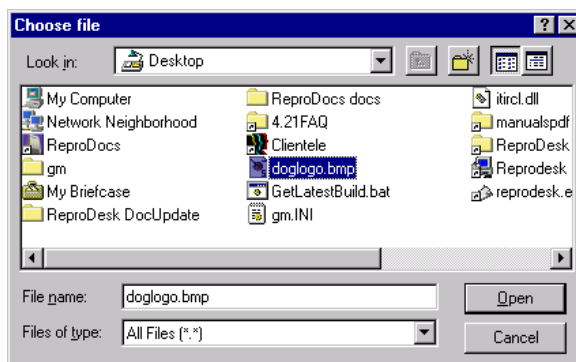 Choose file
Look in: Desktop
My Computer ReproDocs docs itircl.dll
Network Neighborhood 4.21FAQ manualspdf
ReproDocs Clientele ReproDesk
gm doglogo.bmp Reprodesk
My Briefcase GetLatestBuild.bat reprodesk.e
ReproDesk DocUpdate gm.INI
File name: doglogo.bmp Open
Files of type: All Files (*.*) Cancel